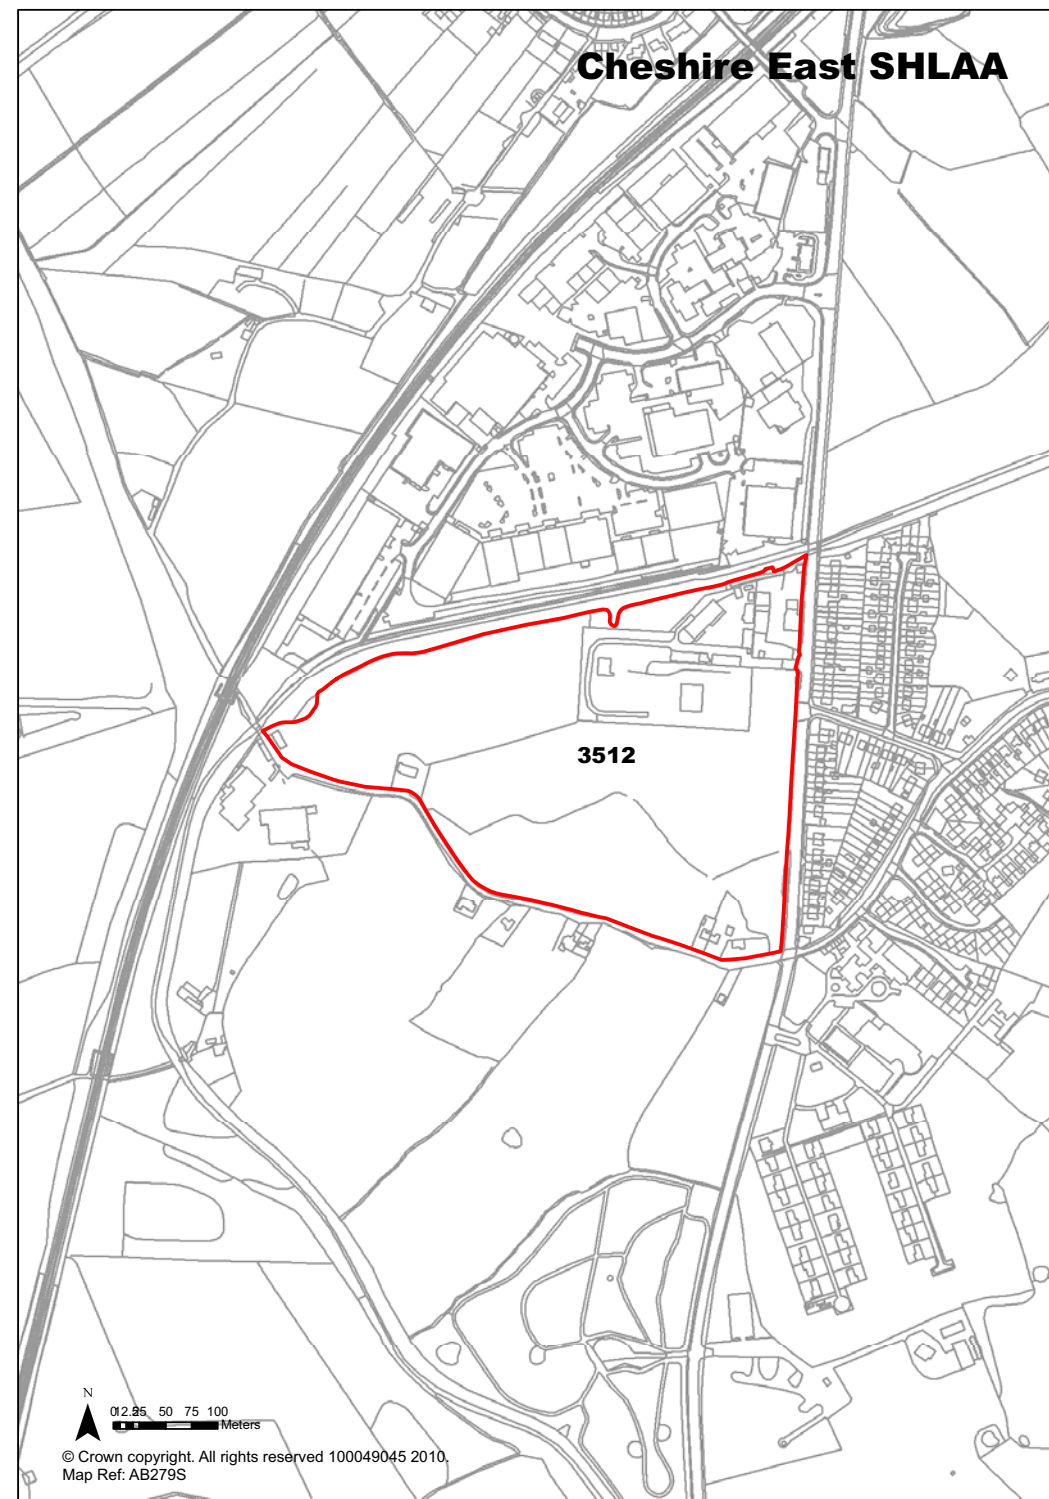 Cheshire East SHLAA
3512
N
0 12.5 25 50 75 100
Meters
© Crown copyright. All rights reserved 100049045 2010.
Map Ref: AB279S